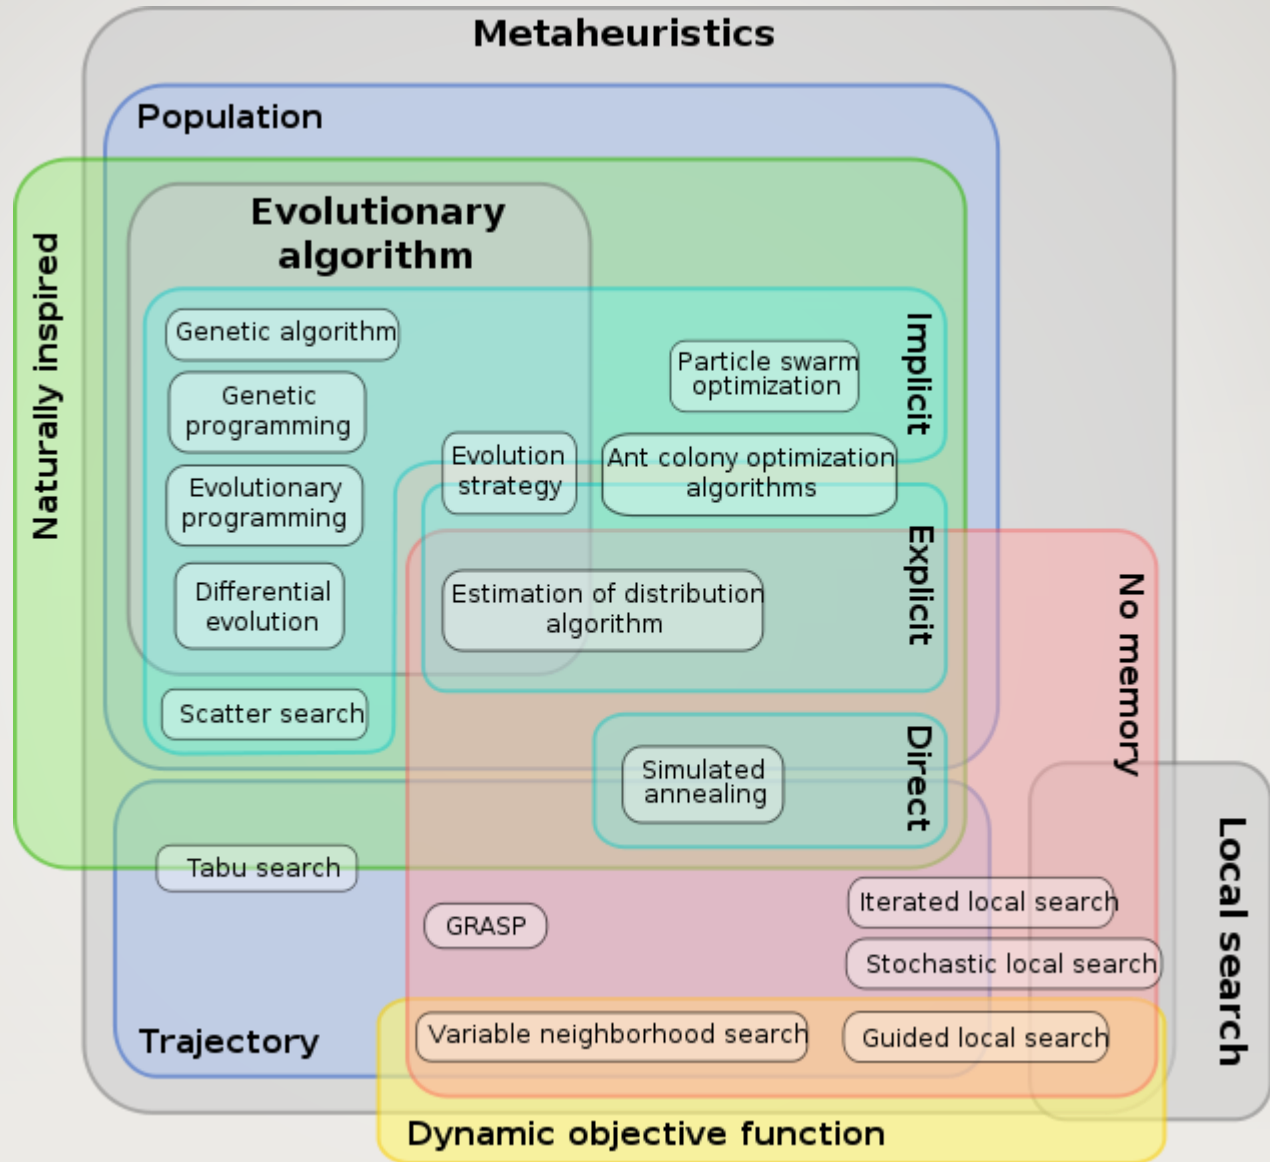 Metaheuristics
Population
Naturally inspired
Evolutionary
algorithm
Implicit
Genetic algorithm
Particle swarm
optimization
Genetic
programming
Evolution
strategy
Ant colony optimization
algorithms
Evolutionary
programming
Explicit
Differential
evolution
Estimation of distribution
algorithm
No memory
Scatter search
Direct
Simulated
annealing
Local search
Tabu search
GRASP
Iterated local search
Stochastic local search
Trajectory
Variable neighborhood search
Guided local search
Dynamic objective function